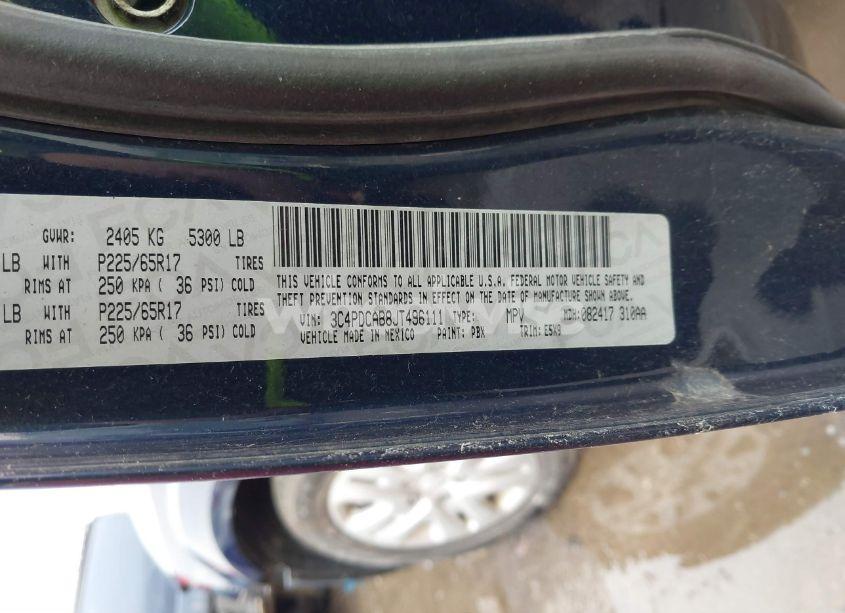 GVWR: 2405 KG 5300 LB
LB WITH P225/65R17 TIRES
RIMS AT 250 KPA ( 36 PSI) COLD
LB WITH P225/65R17 TIRES
RIMS AT 250 KPA ( 36 PSI) COLD
THIS VEHICLE CONFORMS TO ALL APPLICABLE U.S.A. FEDERAL MOTOR VEHICLE SAFETY AND
THEFT PREVENTION STANDARDS IN EFFECT ON THE DATE OF MANUFACTURE SHOWN ABOVE.
VIN: 3C4PDCAB8JT496111 TYPE: MPV MDH: 082417 310AA
VEHICLE MADE IN MEXICO PAINT: PBX TRIM: E5X9